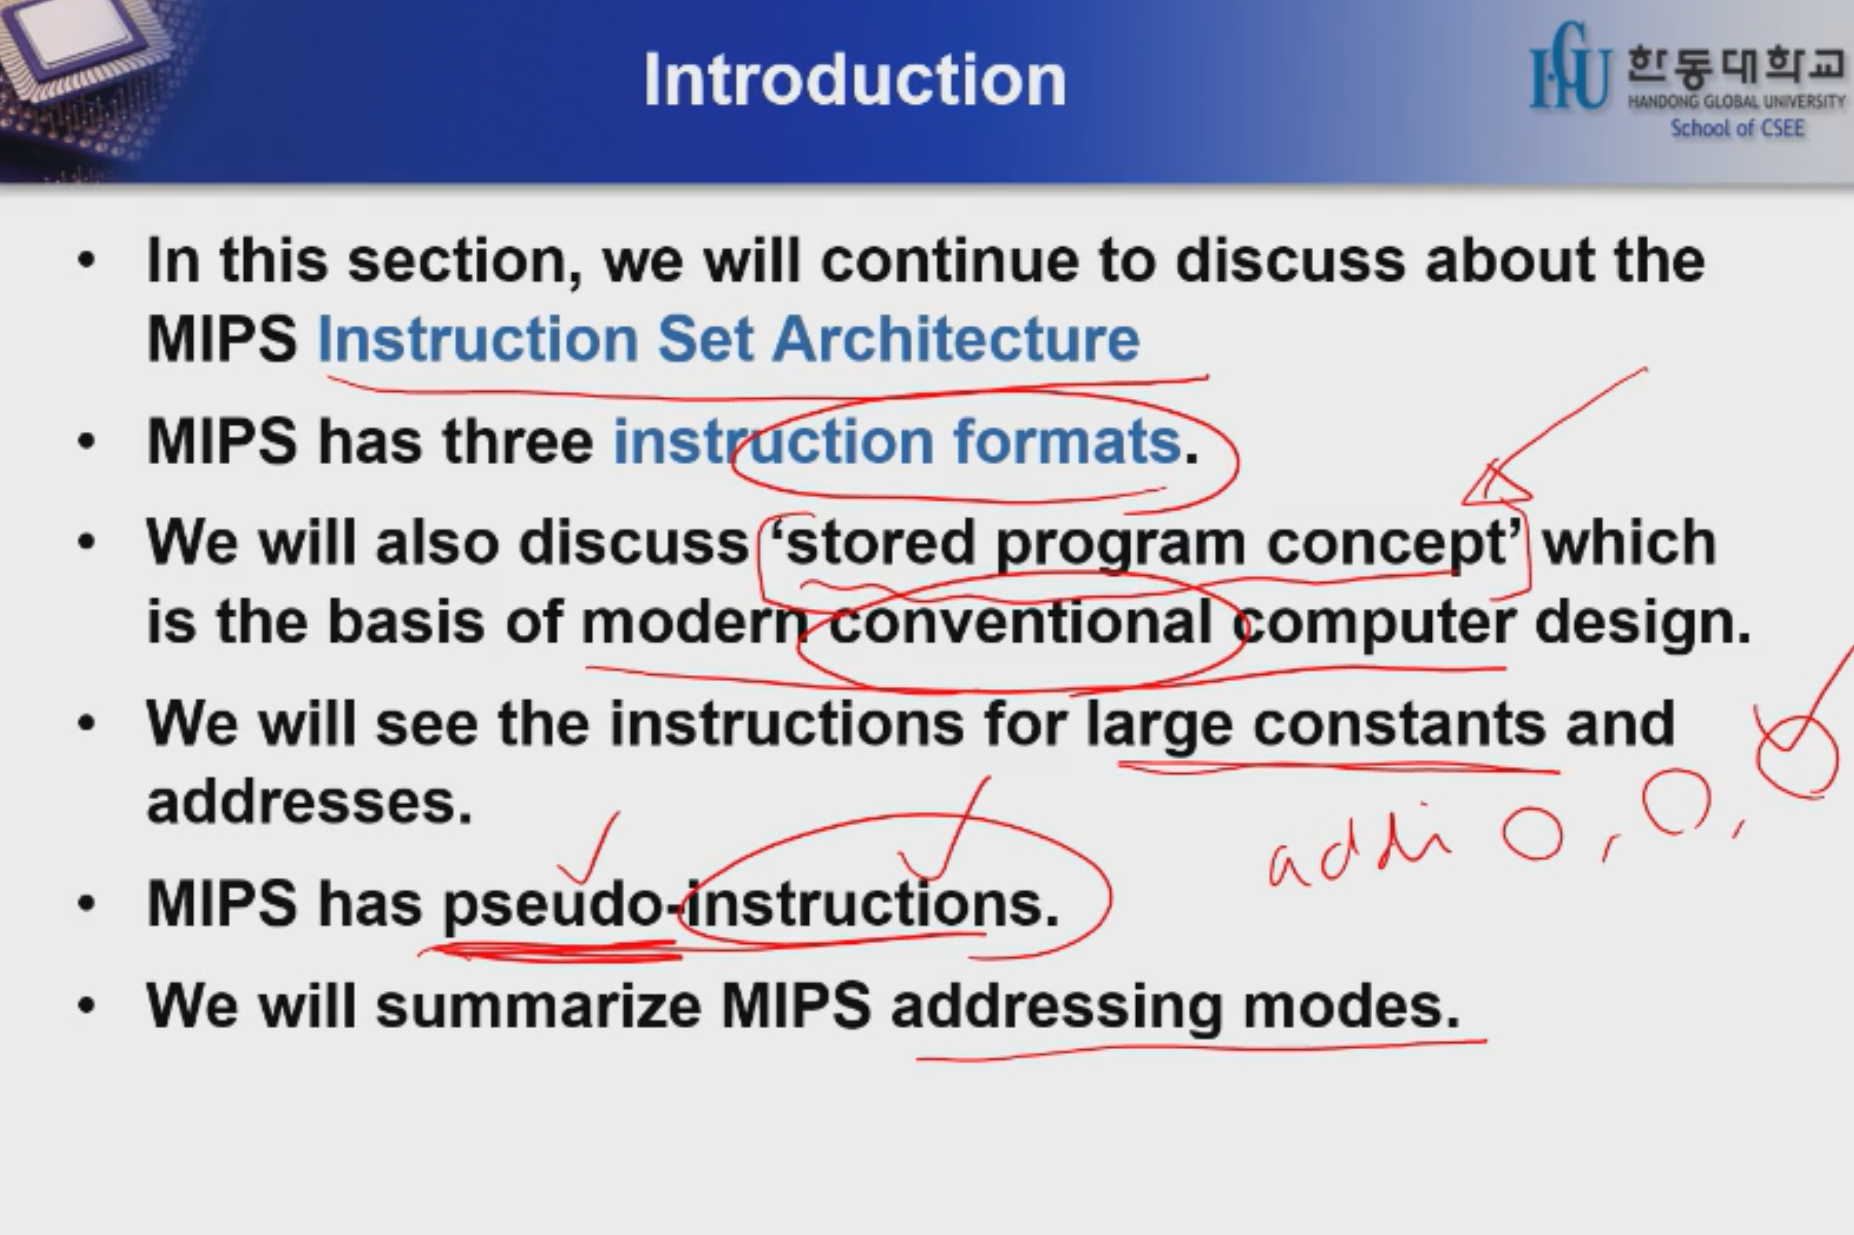 Introduction
한동대학교
HANDONG GLOBAL UNIVERSITY
School of CSEE
• In this section, we will continue to discuss about the
MIPS Instruction Set Architecture
• MIPS has three instruction formats.
• We will also discuss ‘stored program concept’ which
is the basis of modern conventional computer design.
• We will see the instructions for large constants and
addresses.
addi O, O, O
• MIPS has pseudo-instructions.
• We will summarize MIPS addressing modes.